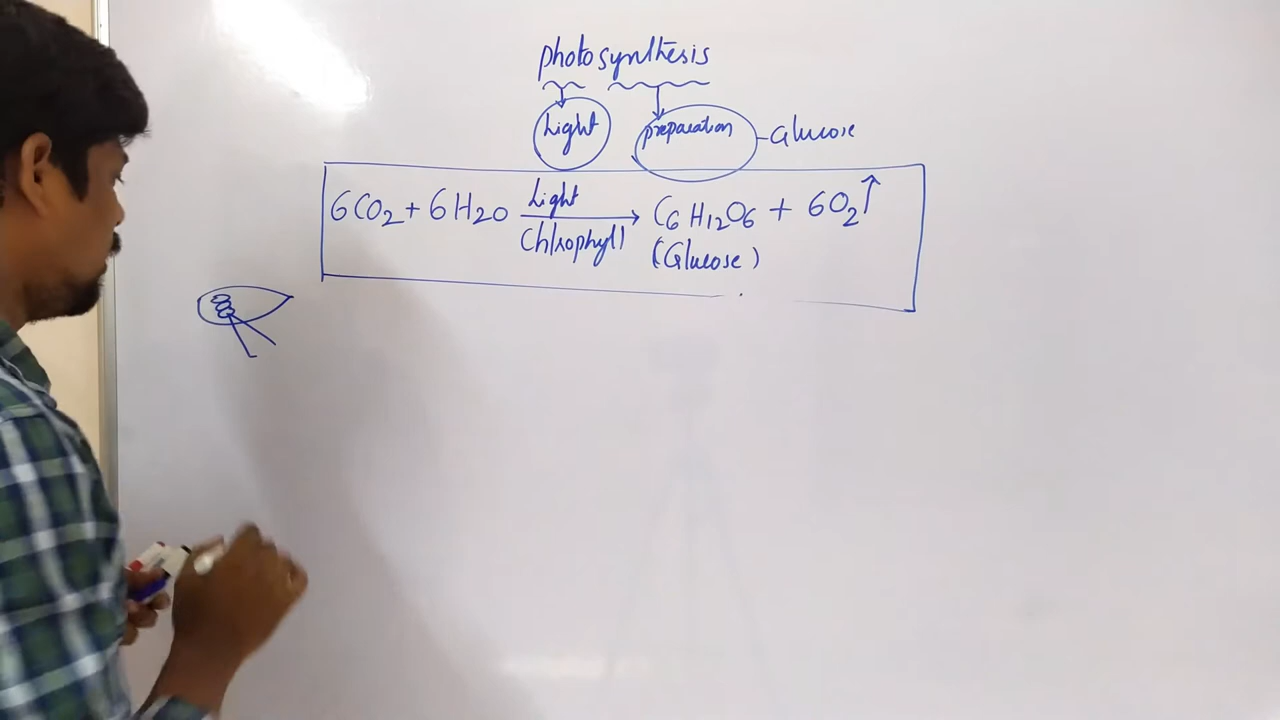 photosynthesis
Light preparation - Glucose
6CO₂ + 6H₂O Light → C₆H₁₂O₆ + 6O₂↑
Chlrophyll (Glucose)